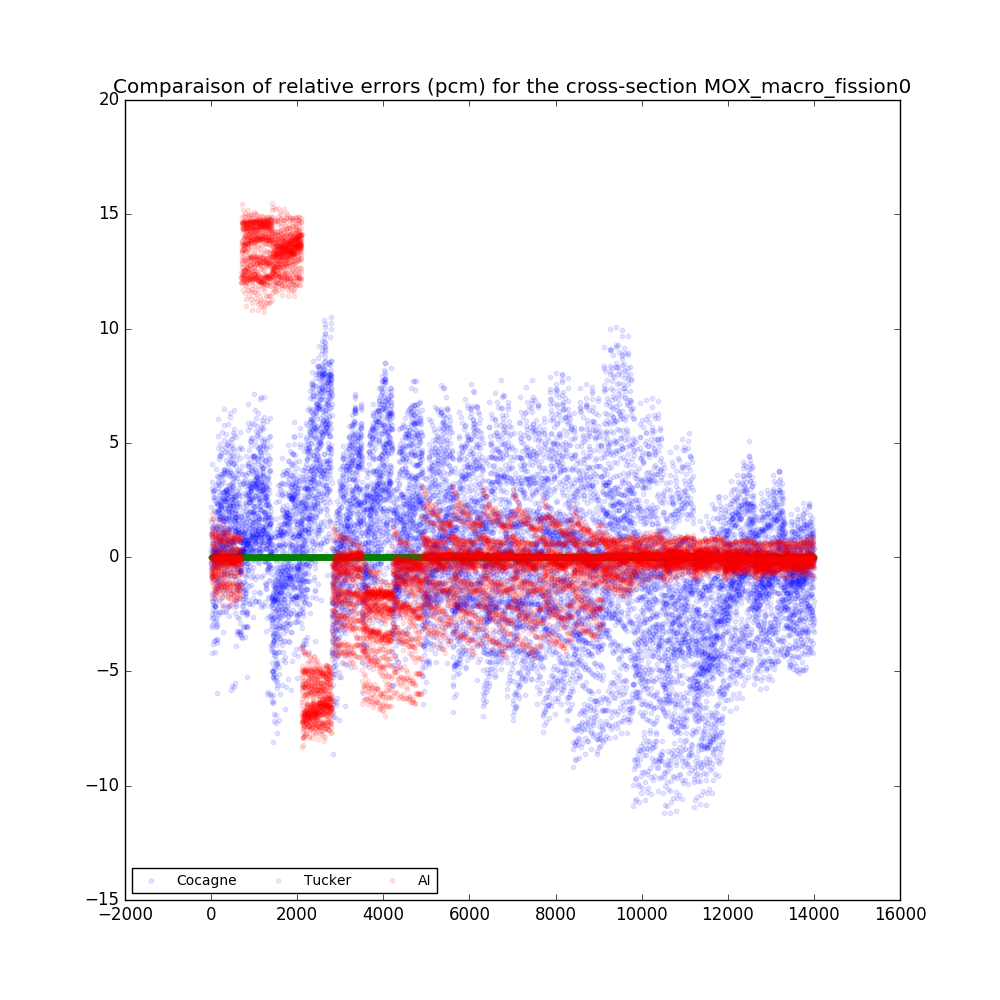 Comparaison of relative errors (pcm) for the cross-section MOX_macro_fission0
20
15
10
5
0
−5
−10
−15
Cocagne Tucker AI
−2000 0 2000 4000 6000 8000 10000 12000 14000 16000